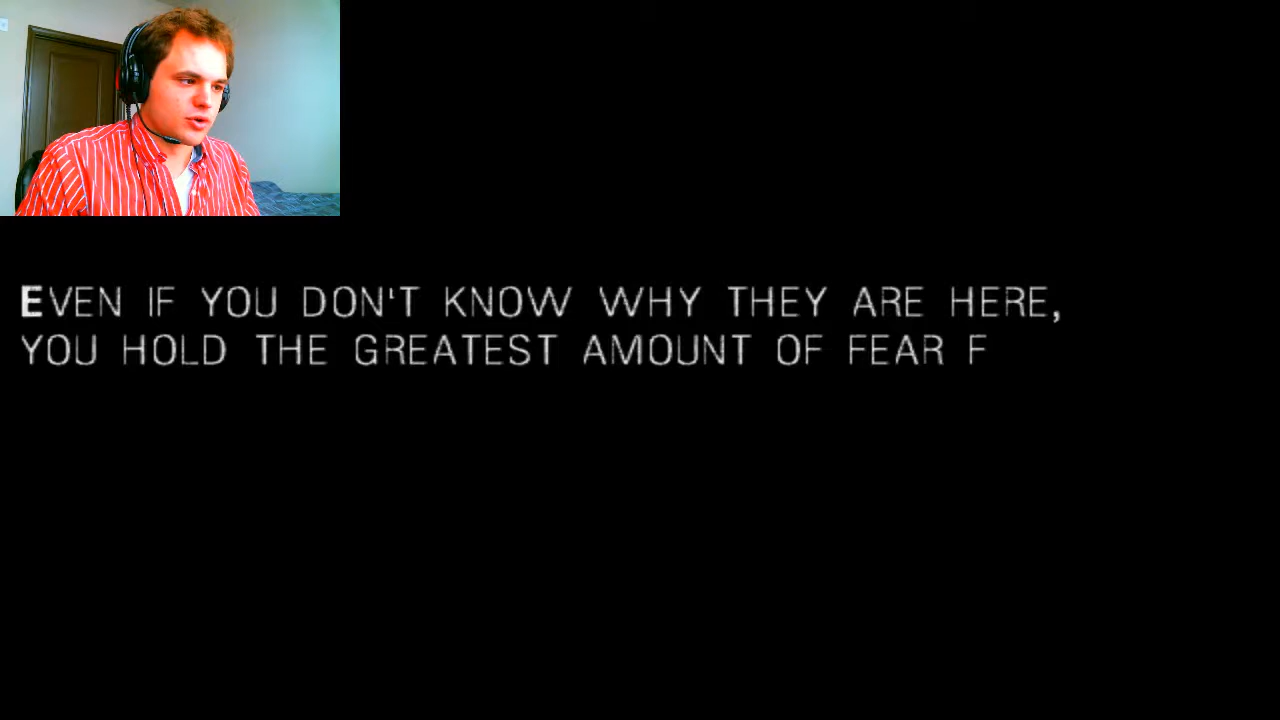 EVEN IF YOU DON'T KNOW WHY THEY ARE HERE,
YOU HOLD THE GREATEST AMOUNT OF FEAR F